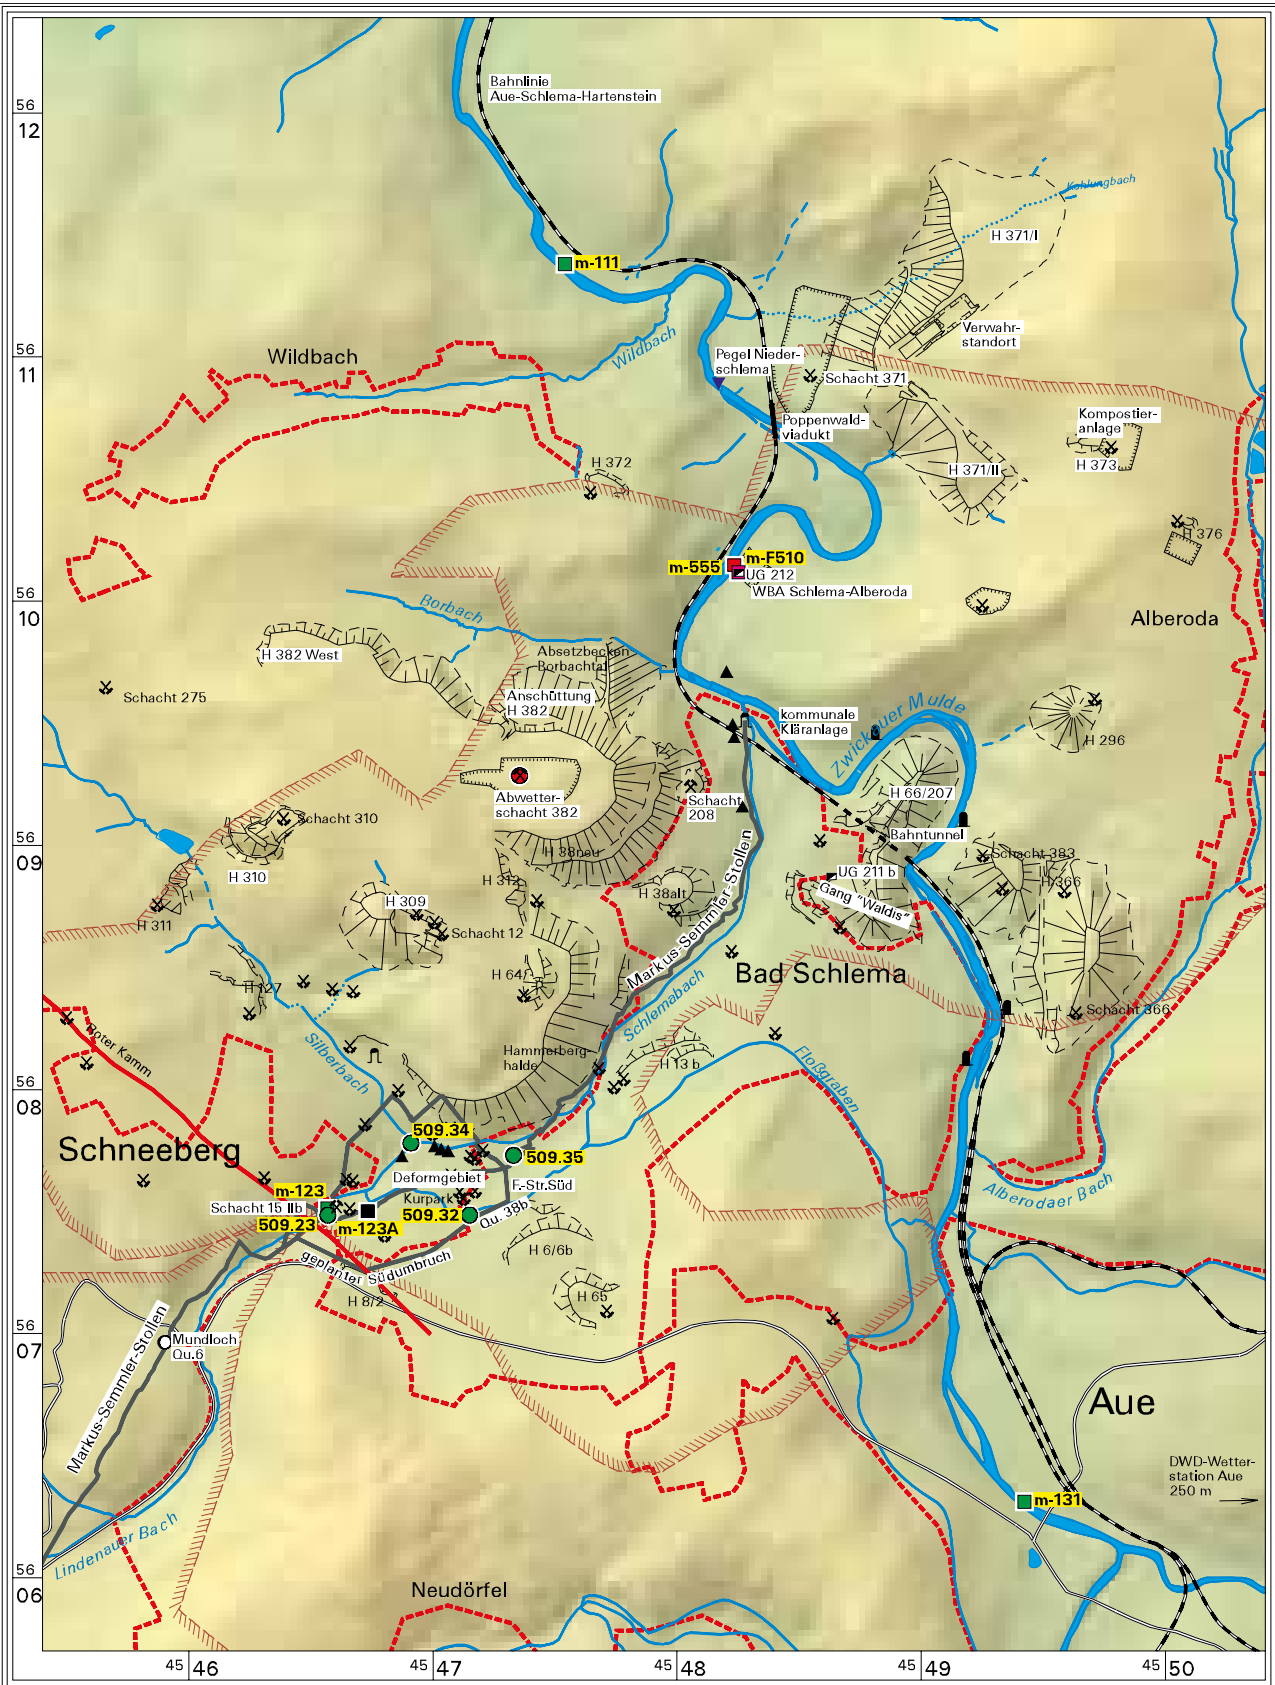 Bahnlinie
Aue-Schlema-Hartenstein
56
12
Kohlungbach
H 371/I
m-111
Verwahr-
standort
Wildbach
56
11
Wildbach
Pegel Nieder-
schlema
Schacht 371
Poppenwald-
viadukt
Kompostier-
anlage
H 373
H 372
H 371/II
H 376
m-F510
m-555
UG 212
WBA Schlema-Alberoda
56
10
Borbach
Alberoda
H 382 West
Absetzbecken
Borbachtal
Schacht 275
Anschüttung
H 382
kommunale
Kläranlage
Zwickauer Mulde
H 296
Abwetter-
schacht 382
Schacht
208
H 66/207
Schacht 310
Bahntunnel
56
09
H 38neu
Schacht 383
H 310
H 312
H 38alt
UG 211 b
H 366
Gang "Waldis"
H 309
H 311
Schacht 12
Markus-Semmler-Stollen
Bad Schlema
H 64
H 127
Schacht 366
Schlemabach
Roter Kamm
Silberbach
Hammerberg-
halde
H 13 b
Floßgraben
56
08
509.34
Schneeberg
509.35
Deformgebiet
F.-Str.Süd
m-123
Alberodaer Bach
Schacht 15 IIb
Kurpark
Qu. 38b
509.23
m-123A
509.32
H 6/6b
geplanter Südumbruch
H 8/2
H 65
56
07
Mundloch
Qu.6
Markus-Semmler-Stollen
Aue
DWD-Wetter-
station Aue
250 m
m-131
Lindenauer Bach
56
06
Neudörfel
45 46
45 47
45 48
45 49
45 50